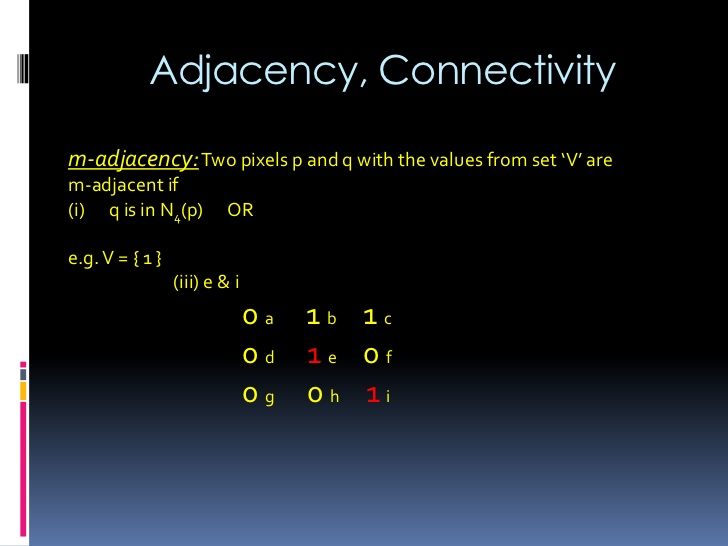 Adjacency, Connectivity
m-adjacency: Two pixels p and q with the values from set ‘V’ are
m-adjacent if
(i) q is in N4(p) OR
e.g. V = { 1 }
(iii) e & i
0 a 1 b 1 c
0 d 1 e 0 f
0 g 0 h 1 i